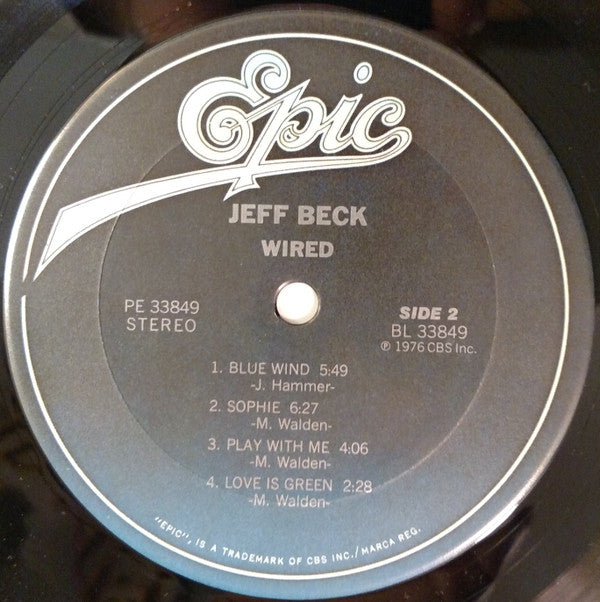 Epic
JEFF BECK
WIRED
PE 33849
STEREO
SIDE 2
BL 33849
℗ 1976 CBS Inc.
1. BLUE WIND 5:49
-J. Hammer-
2. SOPHIE 6:27
-M. Walden-
3. PLAY WITH ME 4:06
-M. Walden-
4. LOVE IS GREEN 2:28
-M. Walden-
"EPIC", IS A TRADEMARK OF CBS INC./MARCA REG.